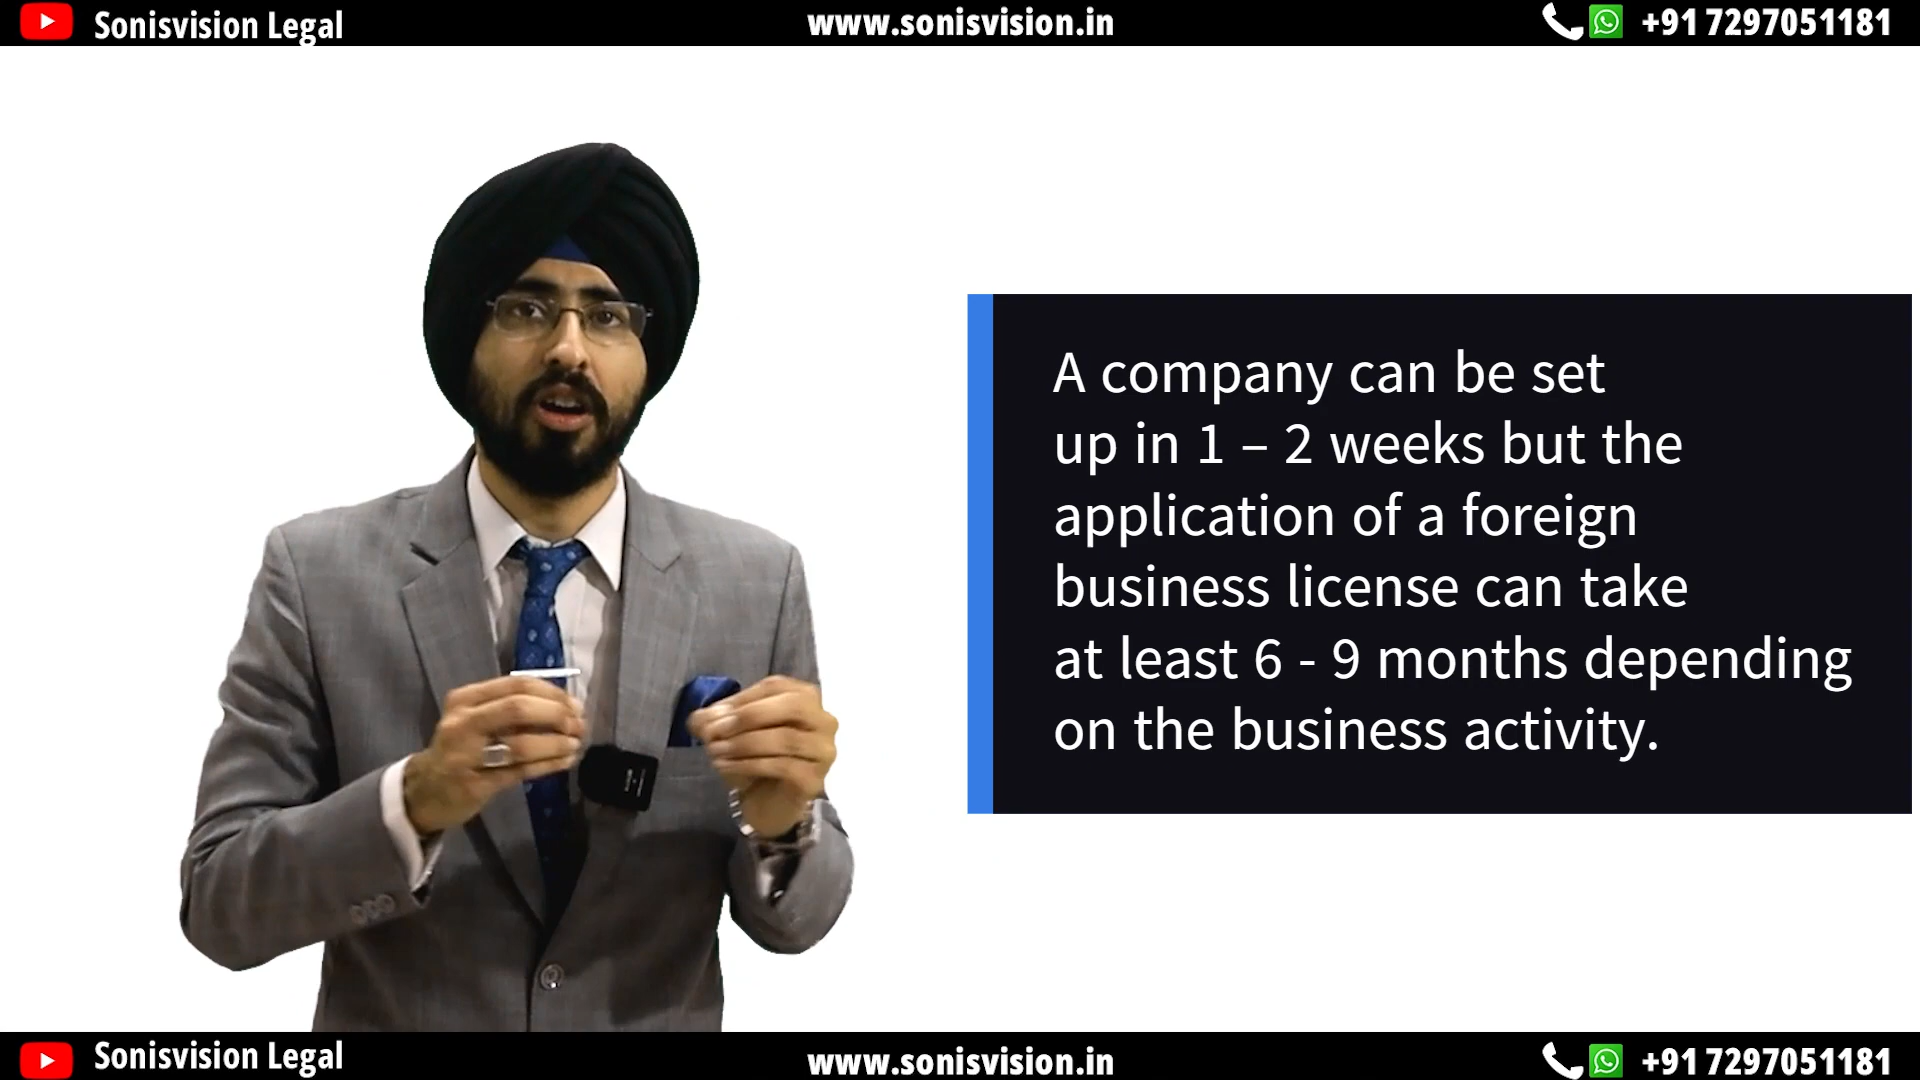 Sonisvision Legal
www.sonisvision.in
+91 7297051181
A company can be set
up in 1 – 2 weeks but the
application of a foreign
business license can take
at least 6 - 9 months depending
on the business activity.
Sonisvision Legal
www.sonisvision.in
+91 7297051181